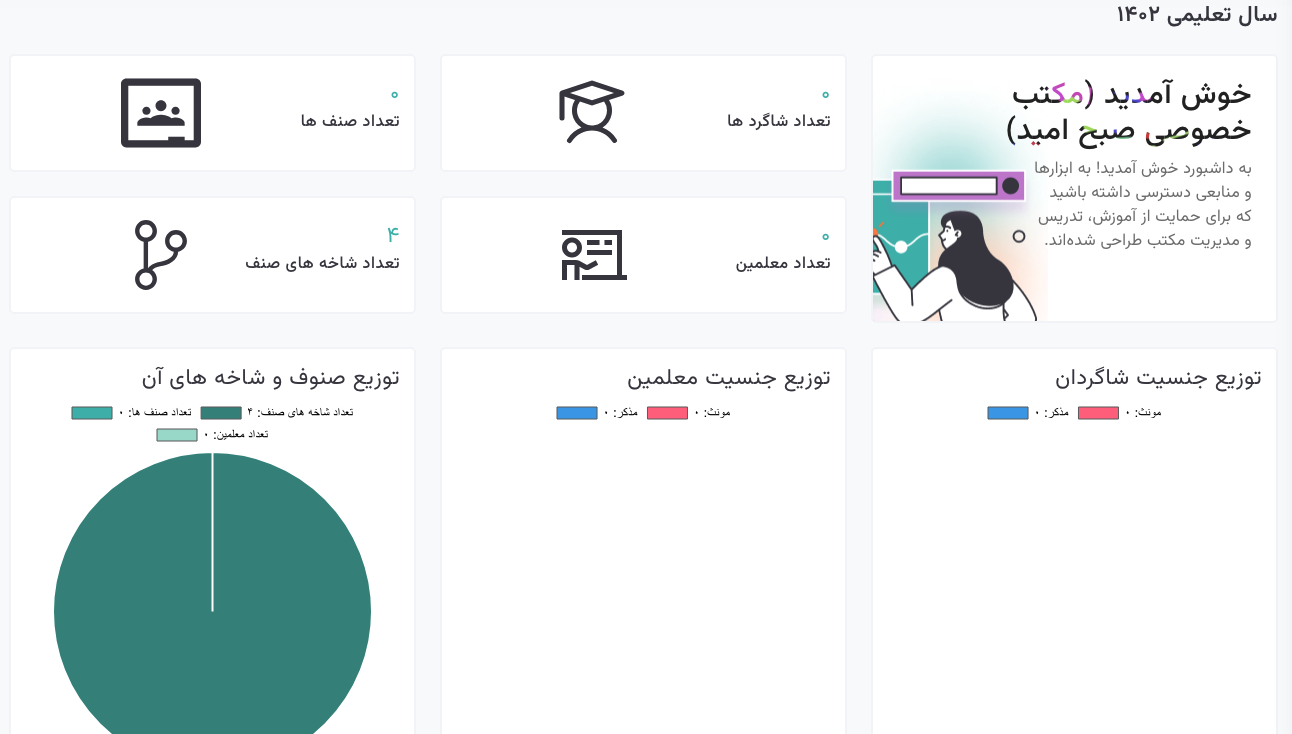 سال تعلیمی ۱۴۰۲
خوش آمدید (مکتب
خصوصی صبح امید)
به داشبورد خوش آمدید! به ابزارها
و منابعی دسترسی داشته باشید
که برای حمایت از آموزش، تدریس
و مدیریت مکتب طراحی شده‌اند.
۰
تعداد شاگرد ها
۰
تعداد صنف ها
۰
تعداد معلمین
۴
تعداد شاخه های صنف
توزیع جنسیت شاگردان
مونث: ۰
مذکر: ۰
توزیع جنسیت معلمین
مونث: ۰
مذکر: ۰
توزیع صنوف و شاخه های آن
تعداد شاخه های صنف: ۴
تعداد صنف ها: ۰
تعداد معلمین: ۰